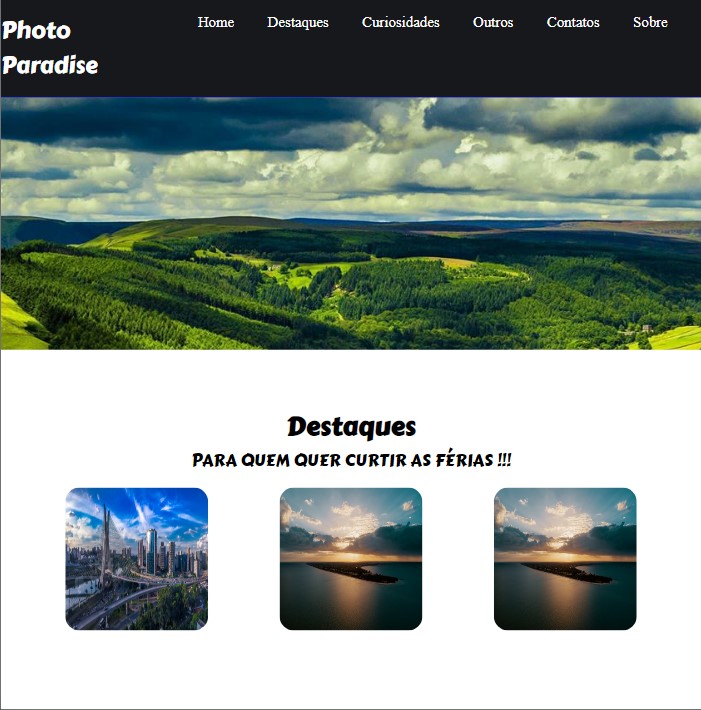 Photo
Paradise
Home Destaques Curiosidades Outros Contatos Sobre
Destaques
PARA QUEM QUER CURTIR AS FÉRIAS !!!